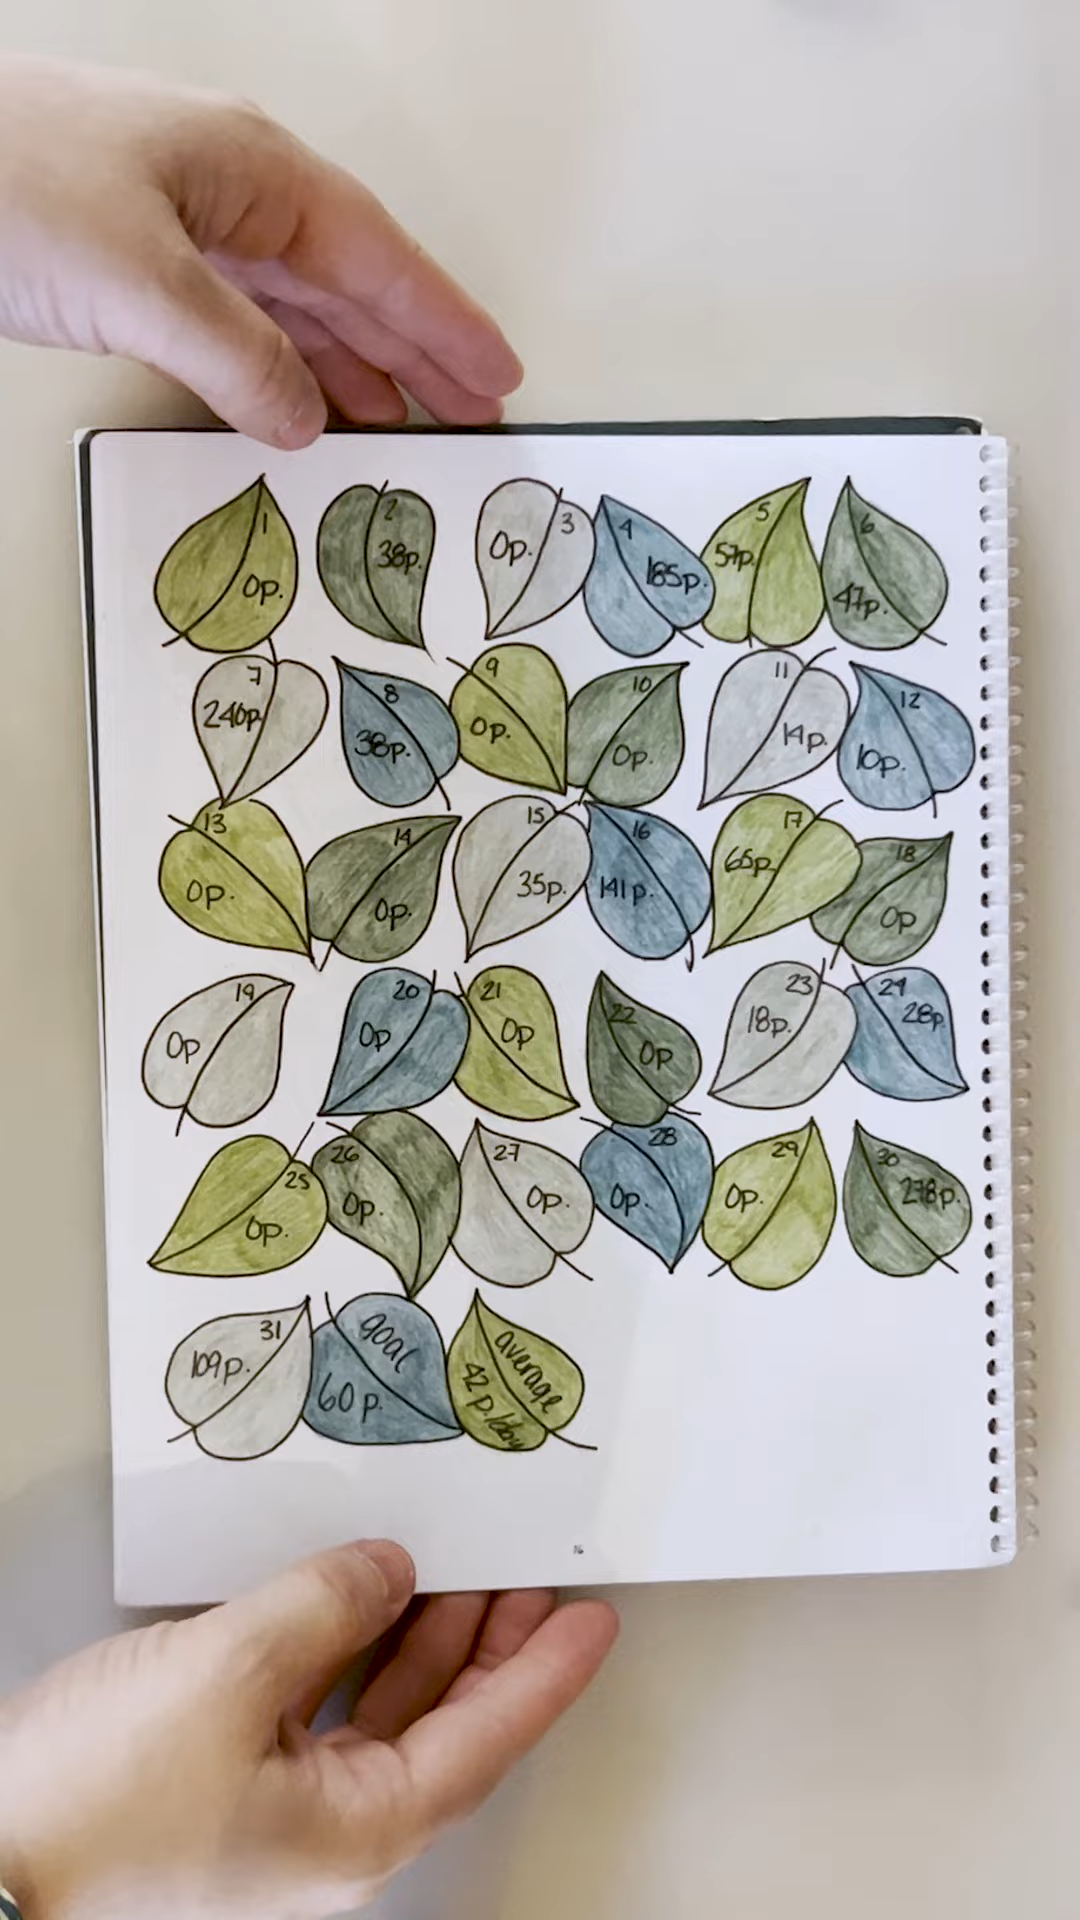 1
0p.
2
38p.
3
0p.
4
185p.
5
57p.
6
47p.
7
240p.
8
38p.
9
0p.
10
0p.
11
14p.
12
10p.
13
0p.
14
0p.
15
35p.
16
141p.
17
65p.
18
0p
19
0p
20
0p
21
0p
22
0p
23
18p.
24
28p.
25
0p.
26
0p.
27
0p.
28
0p.
29
0p.
30
278p.
31
109p.
goal
60 p.
average
42 p./day
16